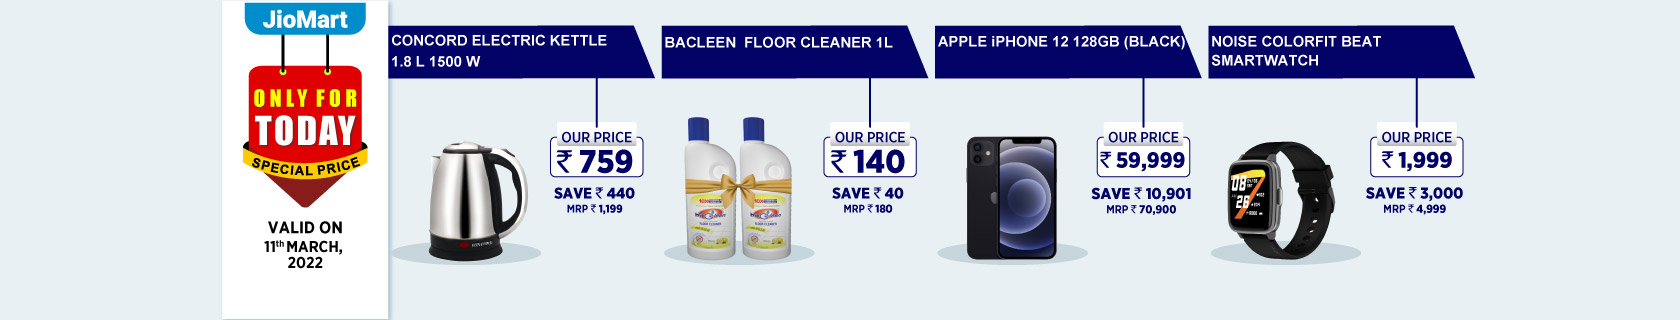 JioMart
ONLY FOR
TODAY
SPECIAL PRICE
VALID ON
11th MARCH,
2022
CONCORD ELECTRIC KETTLE
1.8 L 1500 W
OUR PRICE
₹ 759
SAVE ₹ 440
MRP ₹ 1,199
BACLEEN FLOOR CLEANER 1L
OUR PRICE
₹ 140
SAVE ₹ 40
MRP ₹ 180
APPLE iPHONE 12 128GB (BLACK)
OUR PRICE
₹ 59,999
SAVE ₹ 10,901
MRP ₹ 70,900
NOISE COLORFIT BEAT
SMARTWATCH
OUR PRICE
₹ 1,999
SAVE ₹ 3,000
MRP ₹ 4,999